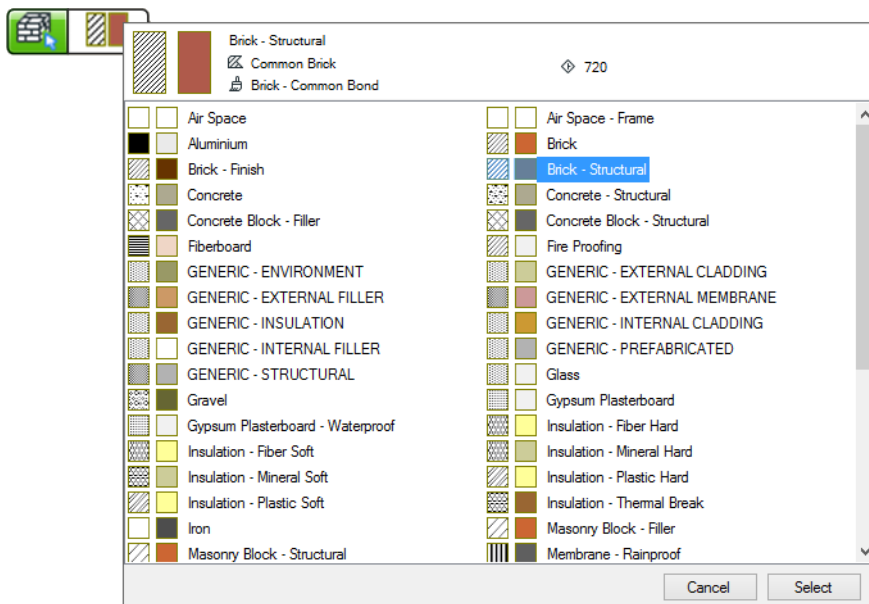 Brick - Structural
Common Brick
720
Brick - Common Bond
Air Space
Air Space - Frame
Aluminium
Brick
Brick - Finish
Brick - Structural
Concrete
Concrete - Structural
Concrete Block - Filler
Concrete Block - Structural
Fiberboard
Fire Proofing
GENERIC - ENVIRONMENT
GENERIC - EXTERNAL CLADDING
GENERIC - EXTERNAL FILLER
GENERIC - EXTERNAL MEMBRANE
GENERIC - INSULATION
GENERIC - INTERNAL CLADDING
GENERIC - INTERNAL FILLER
GENERIC - PREFABRICATED
GENERIC - STRUCTURAL
Glass
Gravel
Gypsum Plasterboard
Gypsum Plasterboard - Waterproof
Insulation - Fiber Hard
Insulation - Fiber Soft
Insulation - Mineral Hard
Insulation - Mineral Soft
Insulation - Plastic Hard
Insulation - Plastic Soft
Insulation - Thermal Break
Iron
Masonry Block - Filler
Masonry Block - Structural
Membrane - Rainproof
Cancel
Select